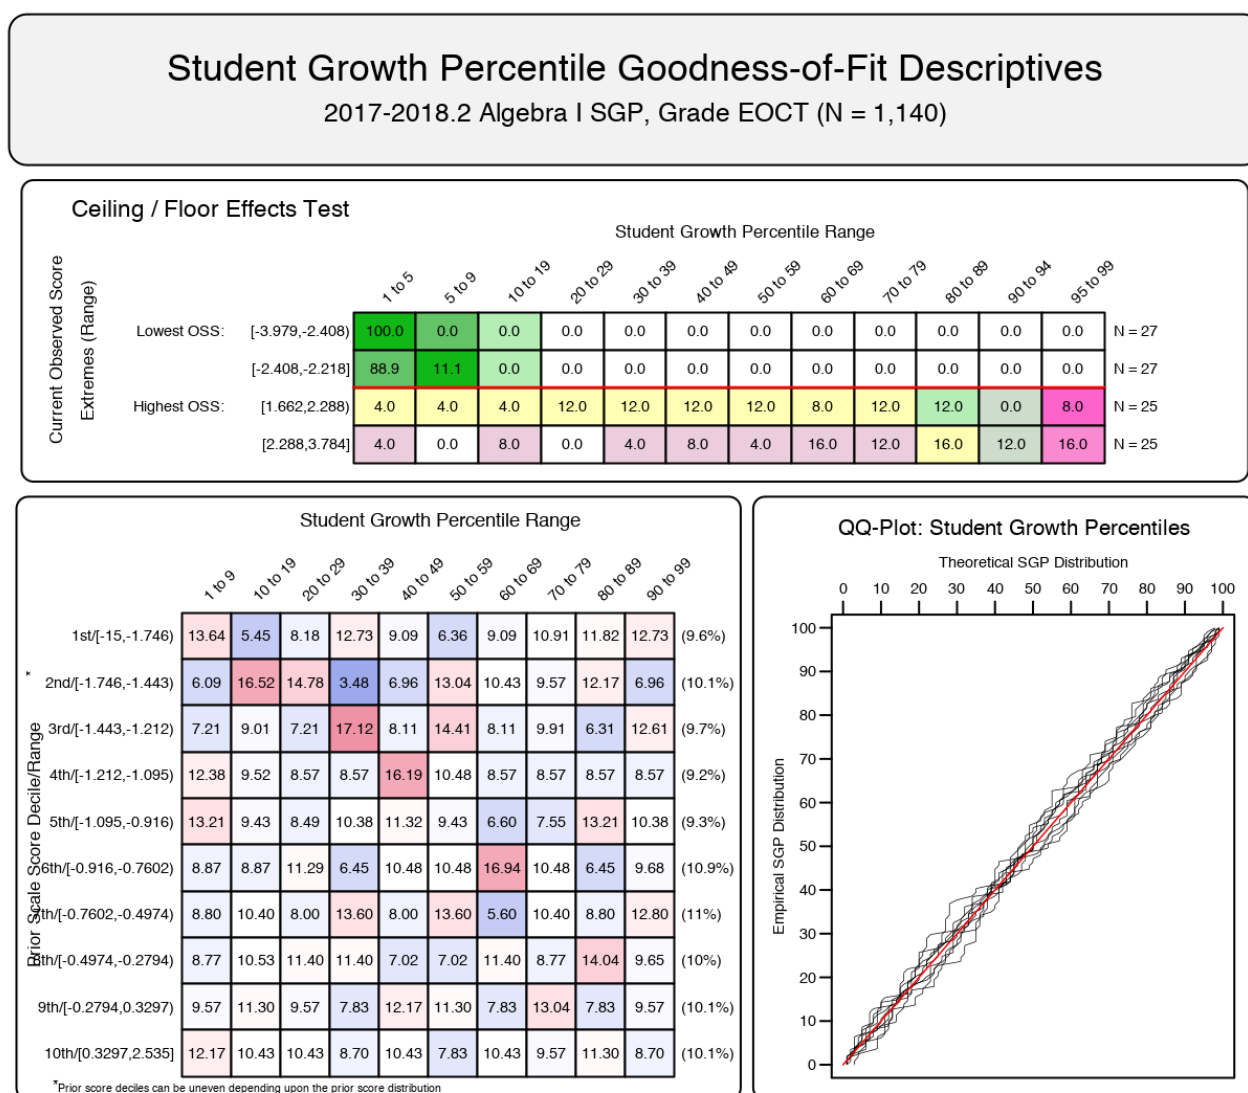 Student Growth Percentile Goodness-of-Fit Descriptives
2017-2018.2 Algebra I SGP, Grade EOCT (N = 1,140)
Ceiling / Floor Effects Test
Student Growth Percentile Range
1 to 5 5 to 9 10 to 19 20 to 29 30 to 39 40 to 49 50 to 59 60 to 69 70 to 79 80 to 89 90 to 94 95 to 99
Current Observed Score
Extremes (Range)
Lowest OSS: [-3.979,-2.408) 100.0 0.0 0.0 0.0 0.0 0.0 0.0 0.0 0.0 0.0 0.0 0.0 N = 27
[-2.408,-2.218] 88.9 11.1 0.0 0.0 0.0 0.0 0.0 0.0 0.0 0.0 0.0 0.0 N = 27
Highest OSS: [1.662,2.288) 4.0 4.0 4.0 12.0 12.0 12.0 12.0 8.0 12.0 12.0 0.0 8.0 N = 25
[2.288,3.784] 4.0 0.0 8.0 0.0 4.0 8.0 4.0 16.0 12.0 16.0 12.0 16.0 N = 25
Student Growth Percentile Range
1 to 9 10 to 19 20 to 29 30 to 39 40 to 49 50 to 59 60 to 69 70 to 79 80 to 89 90 to 99
* Prior Scale Score Decile/Range
1st/[-15,-1.746) 13.64 5.45 8.18 12.73 9.09 6.36 9.09 10.91 11.82 12.73 (9.6%)
2nd/[-1.746,-1.443) 6.09 16.52 14.78 3.48 6.96 13.04 10.43 9.57 12.17 6.96 (10.1%)
3rd/[-1.443,-1.212) 7.21 9.01 7.21 17.12 8.11 14.41 8.11 9.91 6.31 12.61 (9.7%)
4th/[-1.212,-1.095) 12.38 9.52 8.57 8.57 16.19 10.48 8.57 8.57 8.57 8.57 (9.2%)
5th/[-1.095,-0.916) 13.21 9.43 8.49 10.38 11.32 9.43 6.60 7.55 13.21 10.38 (9.3%)
6th/[-0.916,-0.7602) 8.87 8.87 11.29 6.45 10.48 10.48 16.94 10.48 6.45 9.68 (10.9%)
7th/[-0.7602,-0.4974) 8.80 10.40 8.00 13.60 8.00 13.60 5.60 10.40 8.80 12.80 (11%)
8th/[-0.4974,-0.2794) 8.77 10.53 11.40 11.40 7.02 7.02 11.40 8.77 14.04 9.65 (10%)
9th/[-0.2794,0.3297) 9.57 11.30 9.57 7.83 12.17 11.30 7.83 13.04 7.83 9.57 (10.1%)
10th/[0.3297,2.535] 12.17 10.43 10.43 8.70 10.43 7.83 10.43 9.57 11.30 8.70 (10.1%)
*Prior score deciles can be uneven depending upon the prior score distribution
QQ-Plot: Student Growth Percentiles
Theoretical SGP Distribution
0 10 20 30 40 50 60 70 80 90 100
Empirical SGP Distribution
100
90
80
70
60
50
40
30
20
10
0